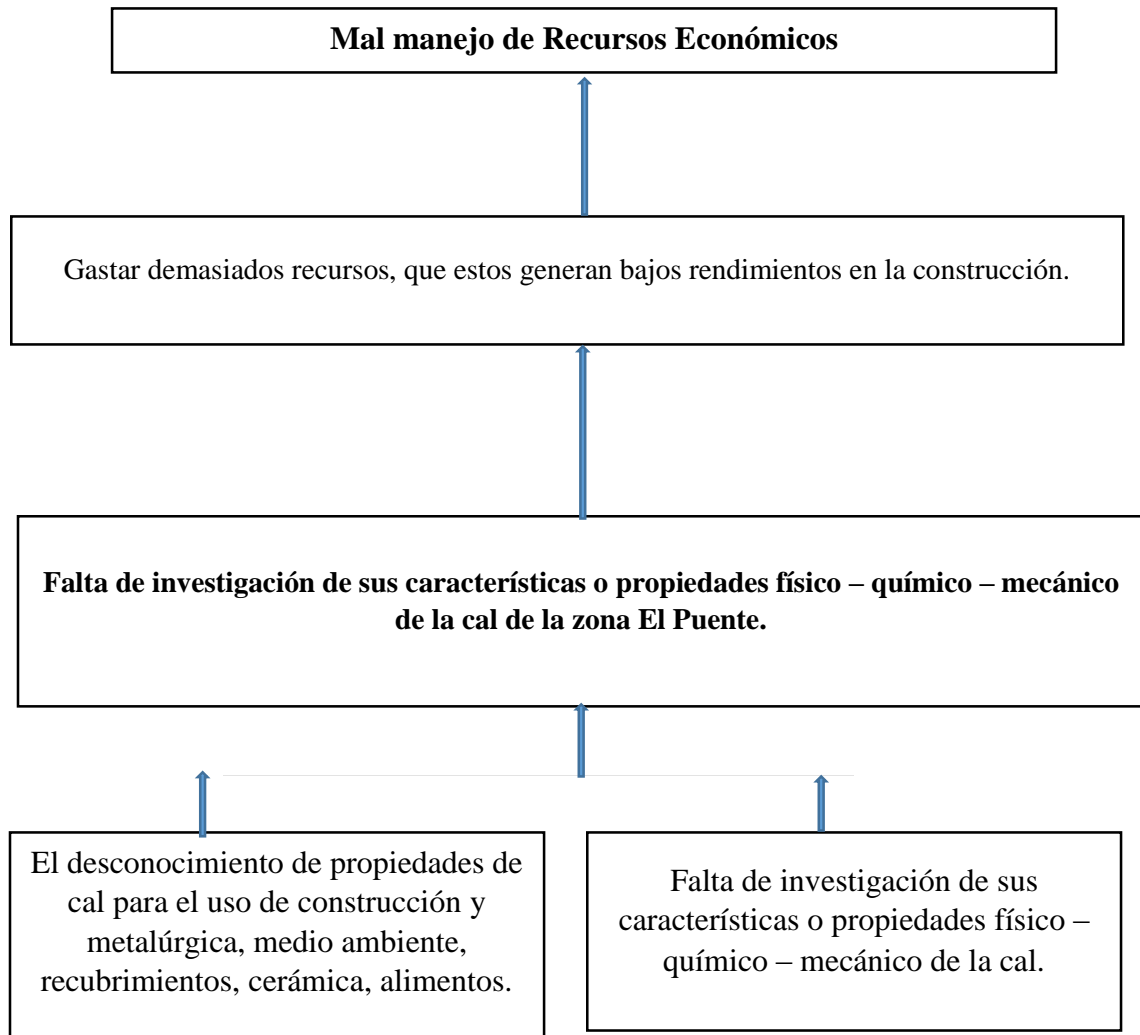 Mal manejo de Recursos Económicos
Gastar demasiados recursos, que estos generan bajos rendimientos en la construcción.
Falta de investigación de sus características o propiedades físico – químico – mecánico
de la cal de la zona El Puente.
El desconocimiento de propiedades de
cal para el uso de construcción y
metalúrgica, medio ambiente,
recubrimientos, cerámica, alimentos.
Falta de investigación de sus
características o propiedades físico –
químico – mecánico de la cal.